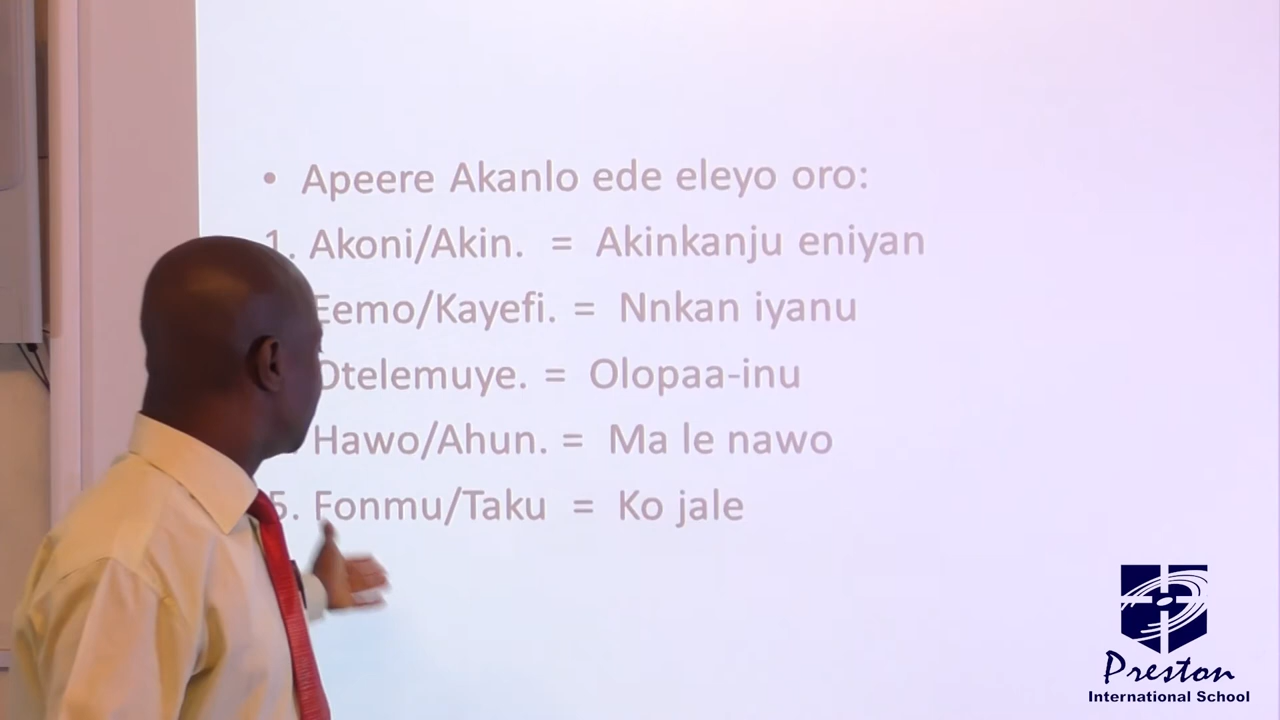 • Apeere Akanlo ede eleyo oro:
1. Akoni/Akin. = Akinkanju eniyan
Eemo/Kayefi. = Nnkan iyanu
Otelemuye. = Olopaa-inu
Hawo/Ahun. = Ma le nawo
5. Fonmu/Taku = Ko jale
Preston
International School